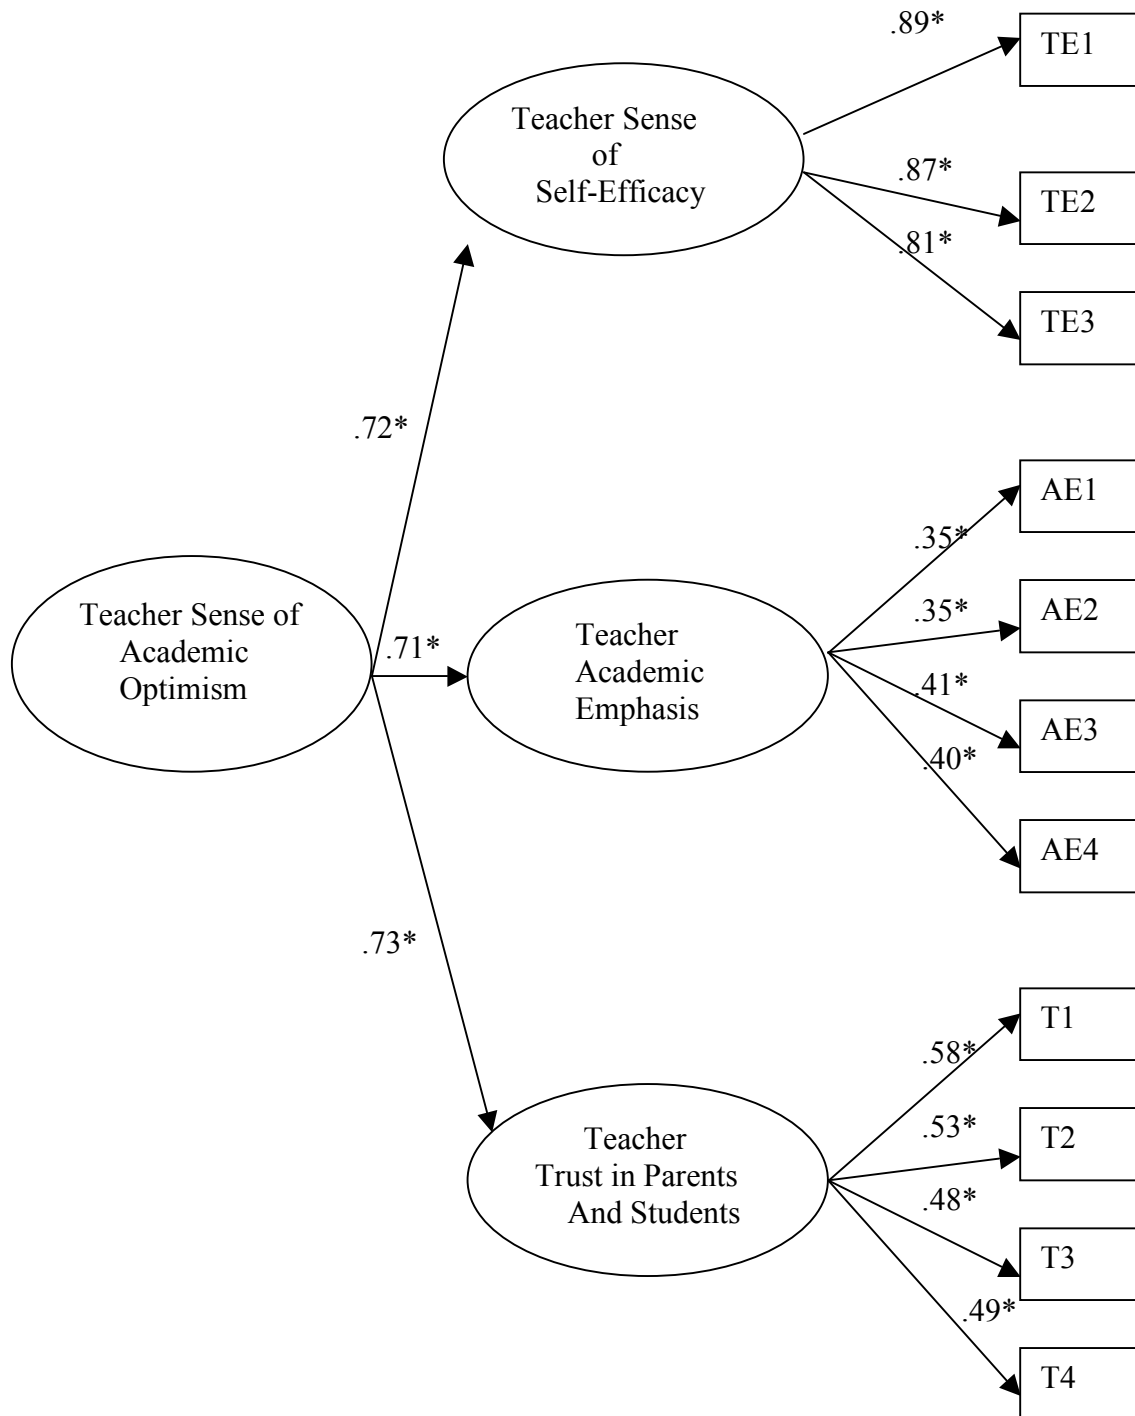 .89*
TE1
Teacher Sense
of
Self-Efficacy
.87*
TE2
.81*
TE3
.72*
AE1
.35*
Teacher Sense of
Academic
Optimism
.71*
Teacher
Academic
Emphasis
.35*
AE2
.41*
AE3
.40*
AE4
.73*
T1
.58*
Teacher
Trust in Parents
And Students
.53*
T2
.48*
T3
.49*
T4